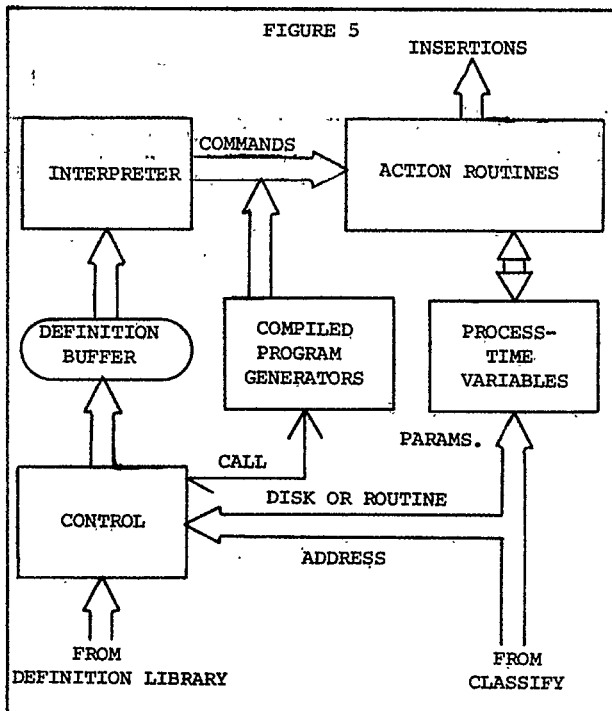 FIGURE 5
INSERTIONS
COMMANDS
INTERPRETER
ACTION ROUTINES
DEFINITION
BUFFER
COMPILED
PROGRAM
GENERATORS
PROCESS-
TIME
VARIABLES
PARAMS.
CALL
DISK OR ROUTINE
CONTROL
ADDRESS
FROM
DEFINITION LIBRARY
FROM
CLASSIFY